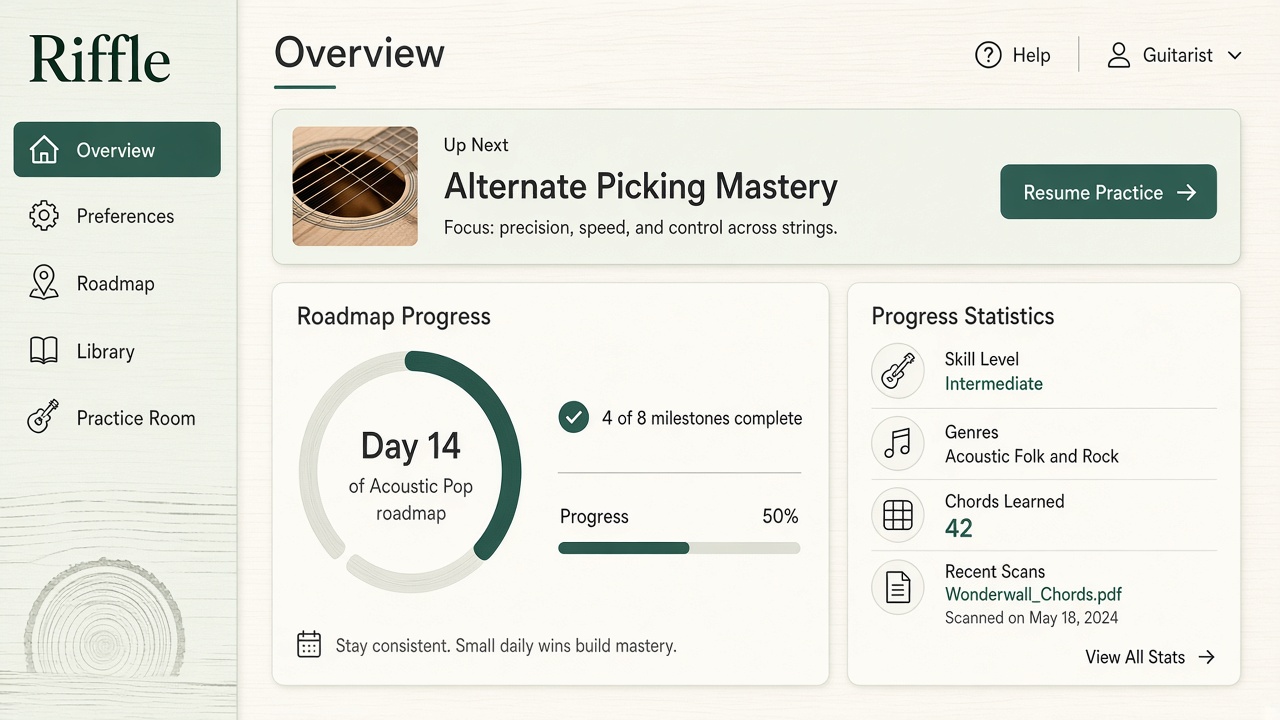 Riffle
Overview
Preferences
Roadmap
Library
Practice Room
Overview
Help
Guitarist
Up Next
Alternate Picking Mastery
Focus: precision, speed, and control across strings.
Resume Practice
Roadmap Progress
Day 14
of Acoustic Pop
roadmap
4 of 8 milestones complete
Progress 50%
Stay consistent. Small daily wins build mastery.
Progress Statistics
Skill Level
Intermediate
Genres
Acoustic Folk and Rock
Chords Learned
42
Recent Scans
Wonderwall_Chords.pdf
Scanned on May 18, 2024
View All Stats